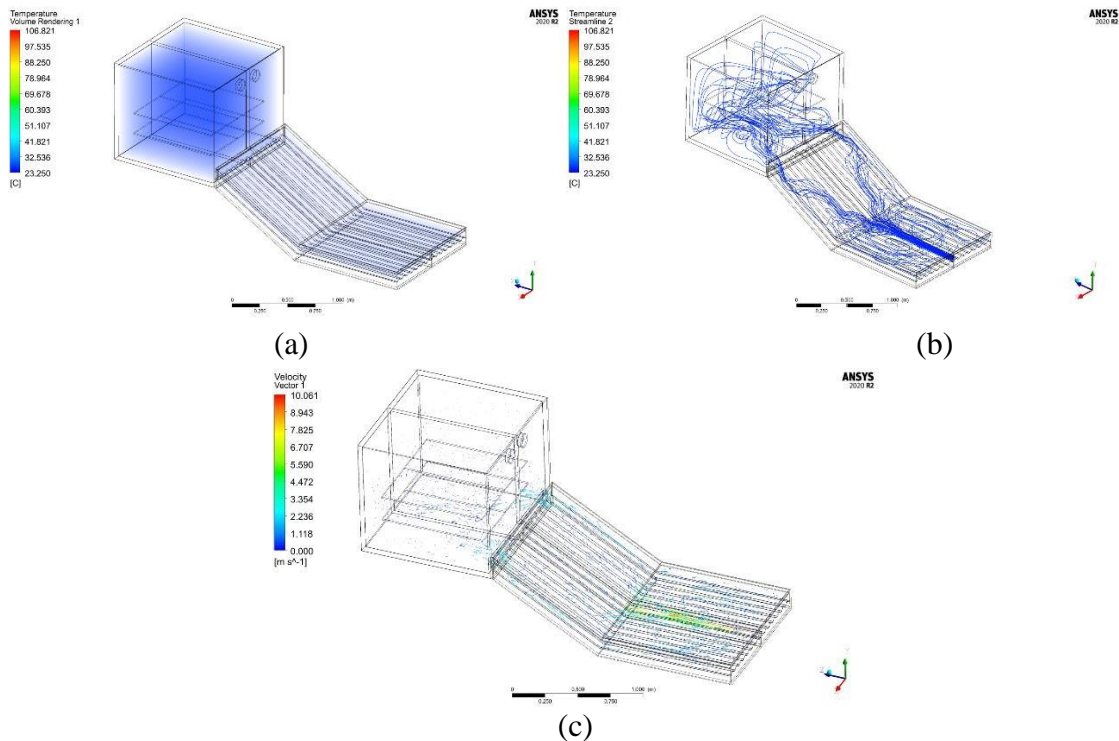 Temperature
Volume Rendering 1
106.821
97.535
88.250
78.964
69.678
60.393
51.107
41.821
32.536
23.250
[C]
ANSYS
2020 R2
0 0.500 1.000 (m)
0.250 0.750
(a)
Temperature
Streamline 2
106.821
97.535
88.250
78.964
69.678
60.393
51.107
41.821
32.536
23.250
[C]
ANSYS
2020 R2
0 0.500 1.000 (m)
0.250 0.750
(b)
Velocity
Vector 1
10.061
8.943
7.825
6.707
5.590
4.472
3.354
2.236
1.118
0.000
[m s^-1]
ANSYS
2020 R2
0 0.500 1.000 (m)
0.250 0.750
(c)